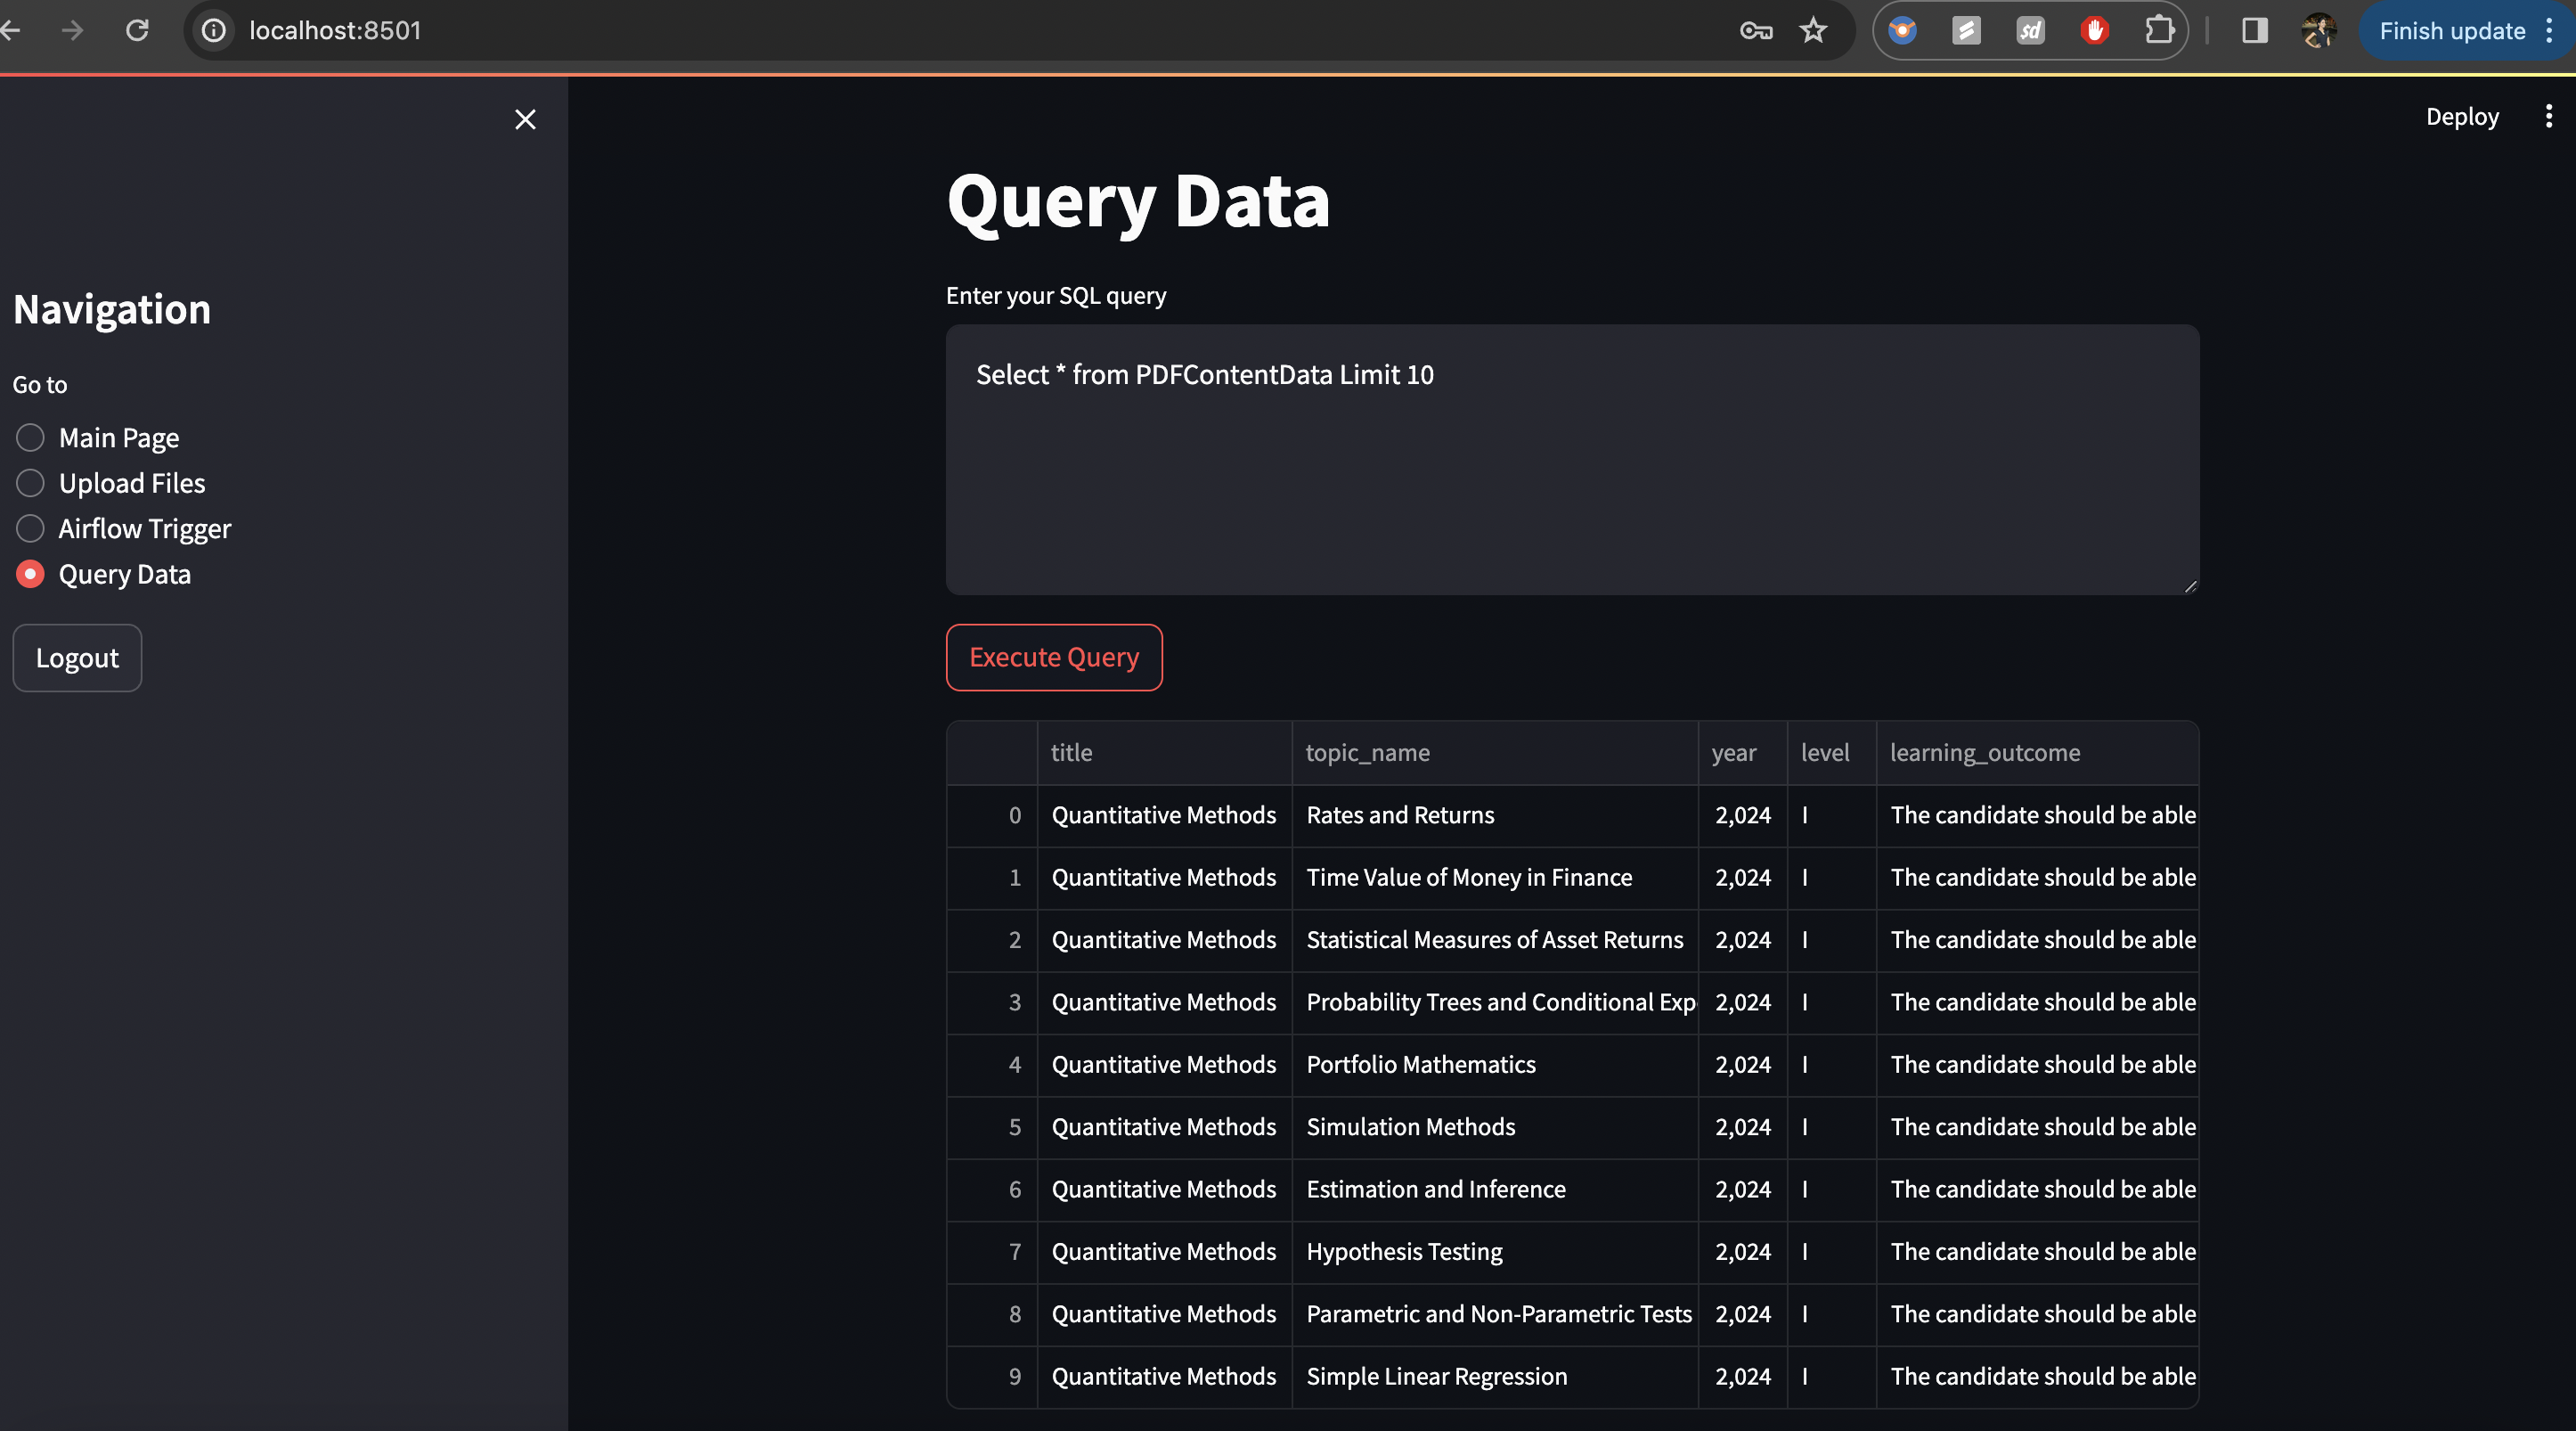 localhost:8501
Finish update
Deploy
Navigation
Go to
Main Page
Upload Files
Airflow Trigger
Query Data
Logout
Query Data
Enter your SQL query
Select * from PDFContentData Limit 10
Execute Query
title topic_name year level learning_outcome
0 Quantitative Methods Rates and Returns 2,024 I The candidate should be able
1 Quantitative Methods Time Value of Money in Finance 2,024 I The candidate should be able
2 Quantitative Methods Statistical Measures of Asset Returns 2,024 I The candidate should be able
3 Quantitative Methods Probability Trees and Conditional Exp 2,024 I The candidate should be able
4 Quantitative Methods Portfolio Mathematics 2,024 I The candidate should be able
5 Quantitative Methods Simulation Methods 2,024 I The candidate should be able
6 Quantitative Methods Estimation and Inference 2,024 I The candidate should be able
7 Quantitative Methods Hypothesis Testing 2,024 I The candidate should be able
8 Quantitative Methods Parametric and Non-Parametric Tests 2,024 I The candidate should be able
9 Quantitative Methods Simple Linear Regression 2,024 I The candidate should be able